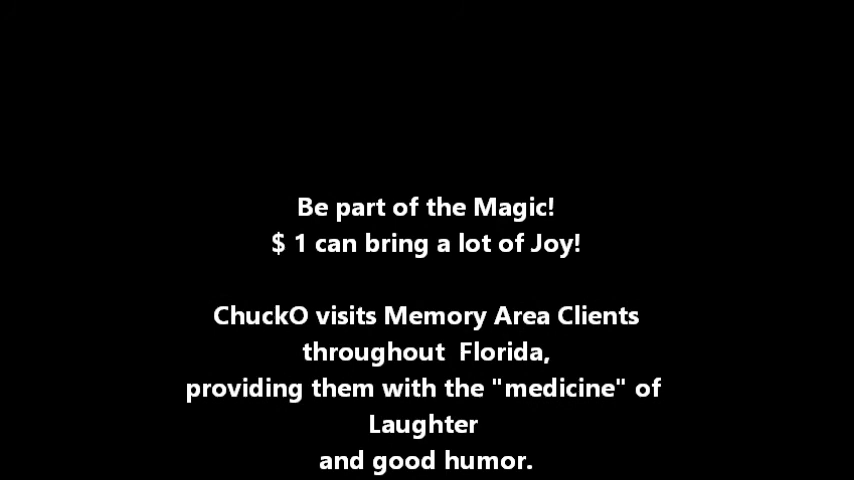 Be part of the Magic!
$ 1 can bring a lot of Joy!
ChuckO visits Memory Area Clients
throughout  Florida,
providing them with the "medicine" of
Laughter
and good humor.